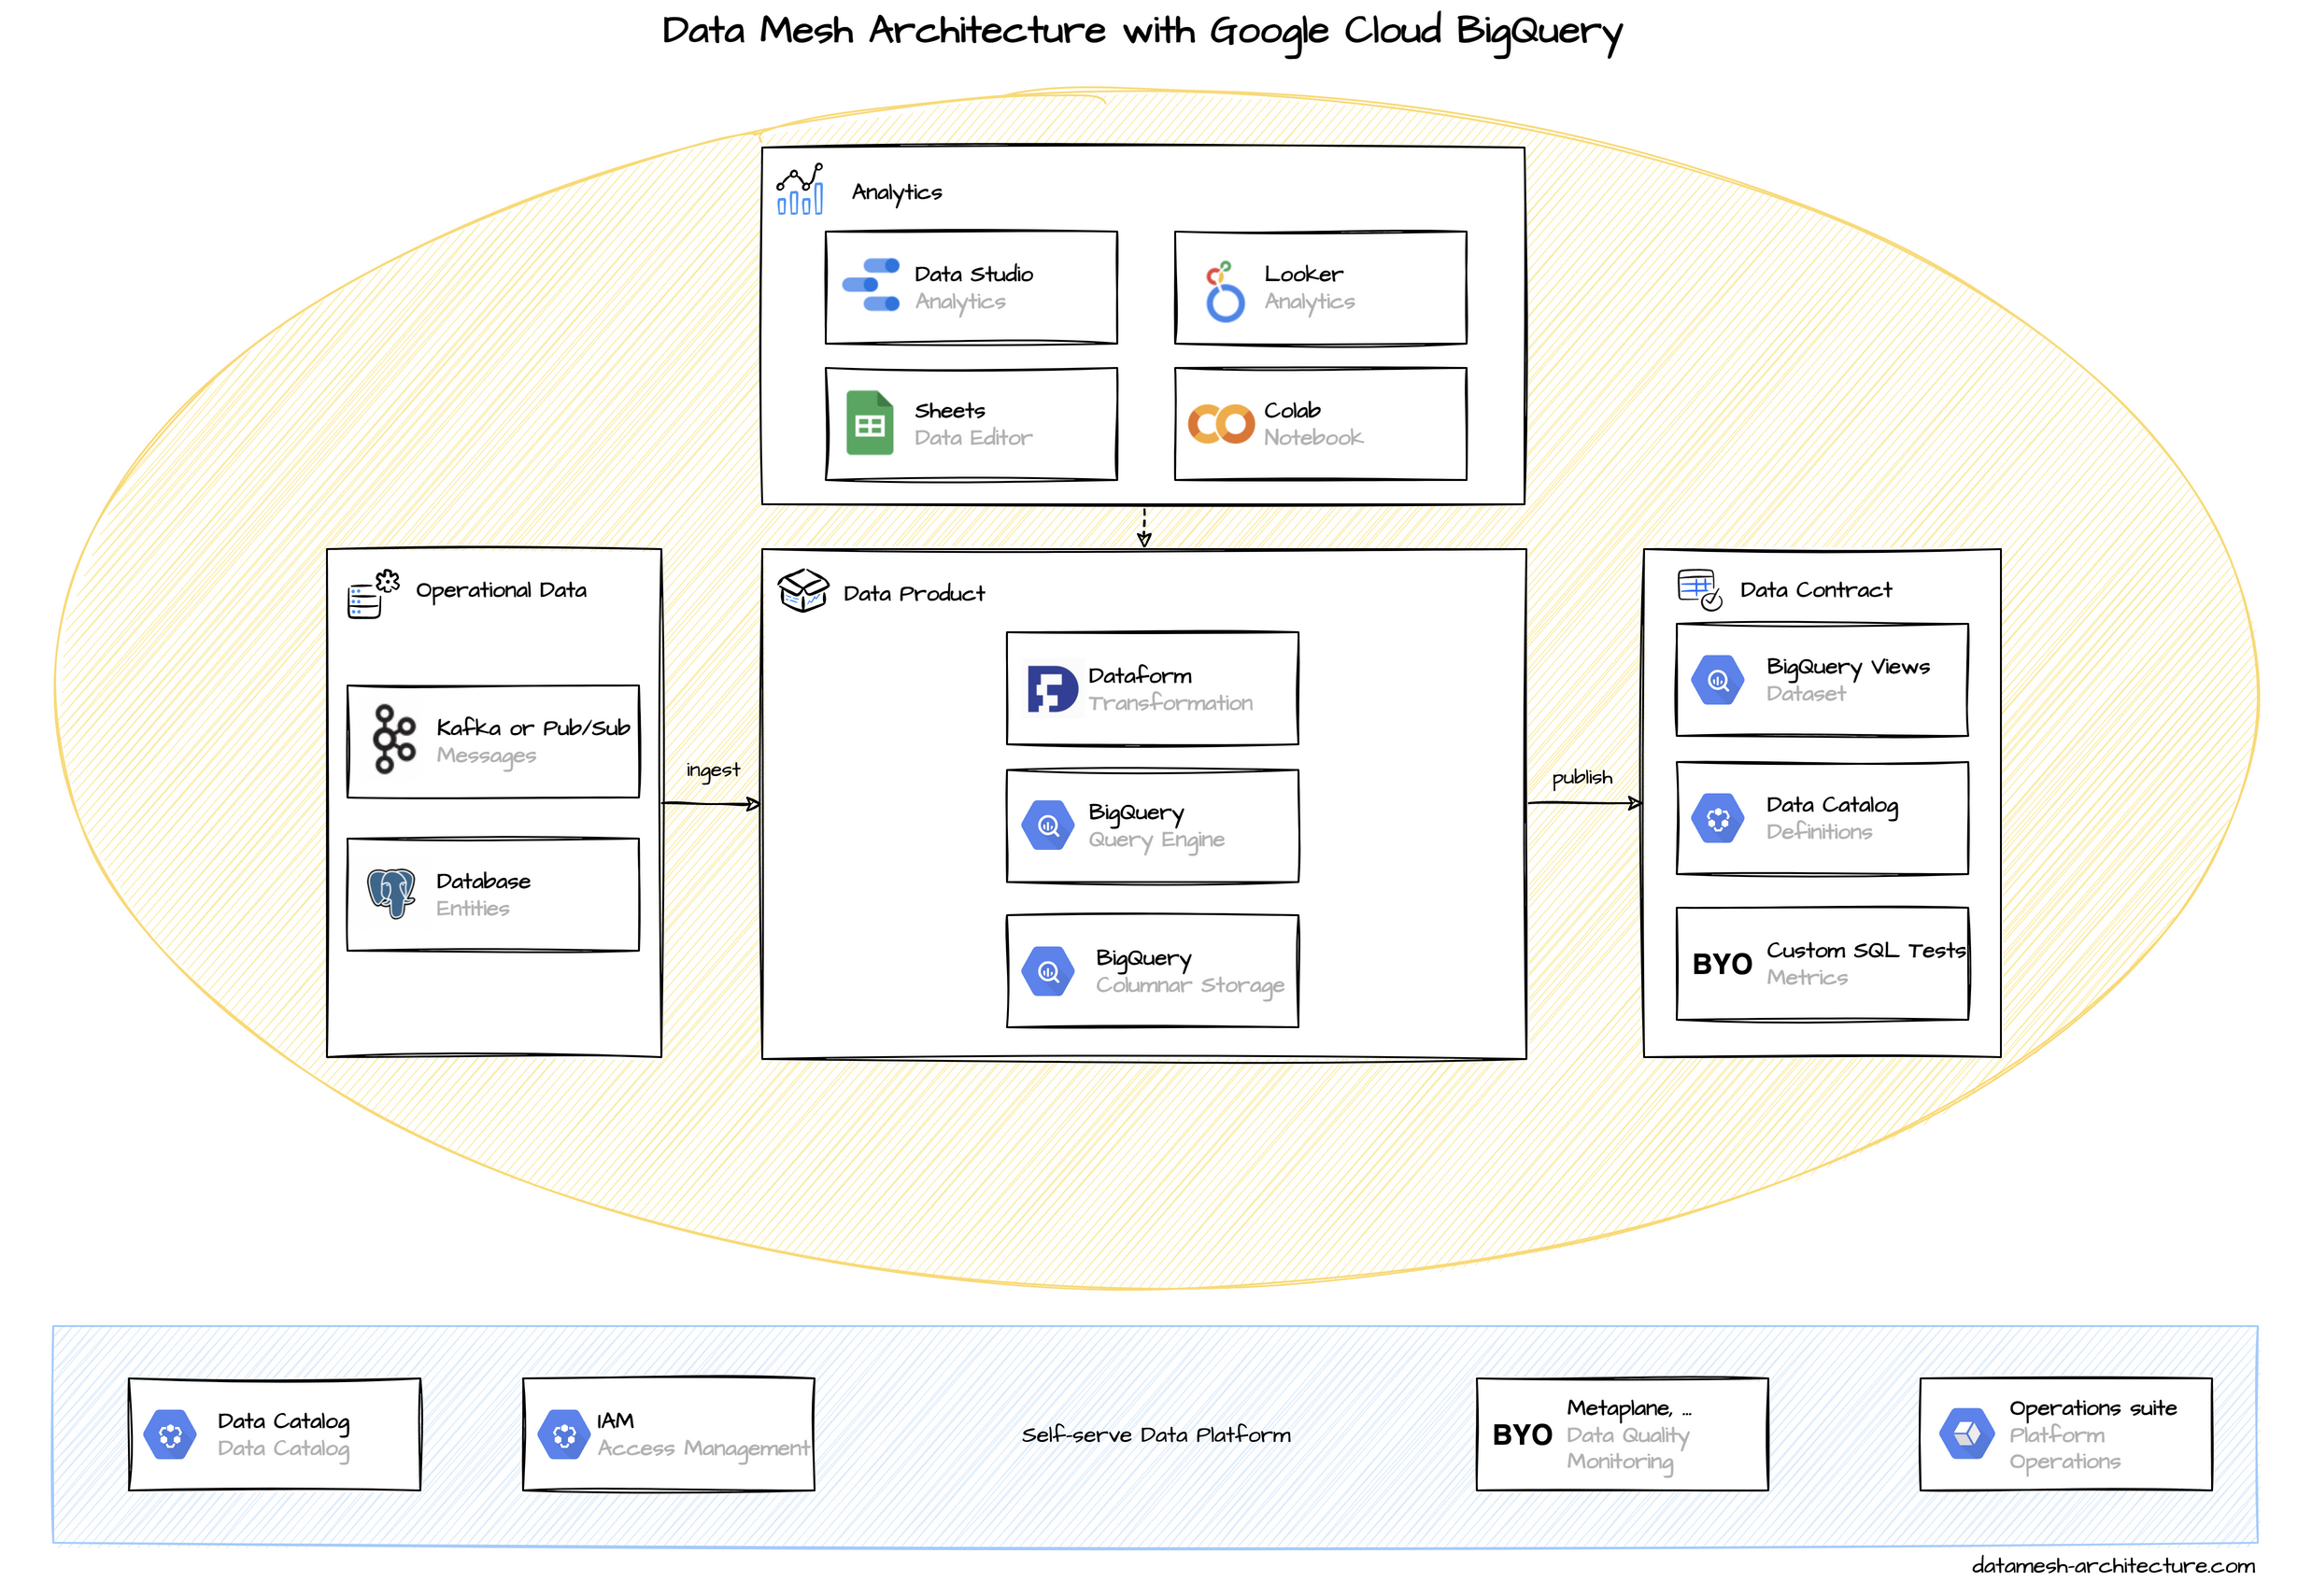 Data Mesh Architecture with Google Cloud BigQuery
Analytics
Data Studio
Analytics
Looker
Analytics
Sheets
Data Editor
Colab
Notebook
Operational Data
Kafka or Pub/Sub
Messages
Database
Entities
ingest
Data Product
Dataform
Transformation
BigQuery
Query Engine
BigQuery
Columnar Storage
publish
Data Contract
BigQuery Views
Dataset
Data Catalog
Definitions
BYO
Custom SQL Tests
Metrics
Data Catalog
Data Catalog
IAM
Access Management
Self-serve Data Platform
BYO
Metaplane, ...
Data Quality
Monitoring
Operations suite
Platform
Operations
datamesh-architecture.com